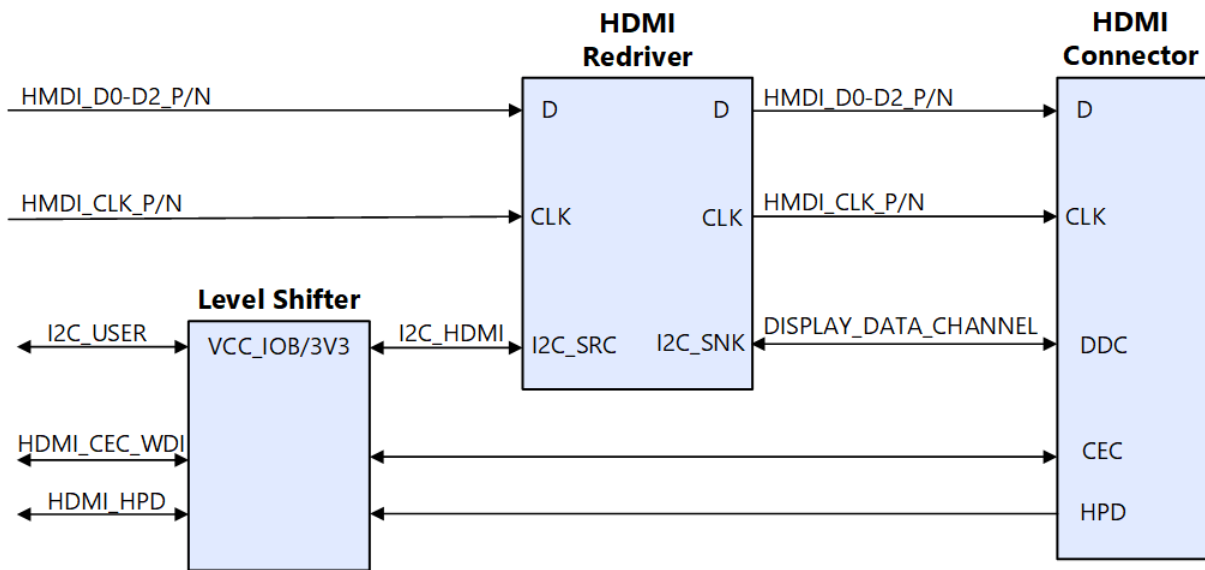 HDMI
Redriver
HDMI
Connector
HMDI_D0-D2_P/N
D
D
HMDI_D0-D2_P/N
D
HMDI_CLK_P/N
CLK
CLK
HMDI_CLK_P/N
CLK
Level Shifter
I2C_USER
VCC_IOB/3V3
I2C_HDMI
I2C_SRC
I2C_SNK
DISPLAY_DATA_CHANNEL
DDC
HDMI_CEC_WDI
CEC
HDMI_HPD
HPD